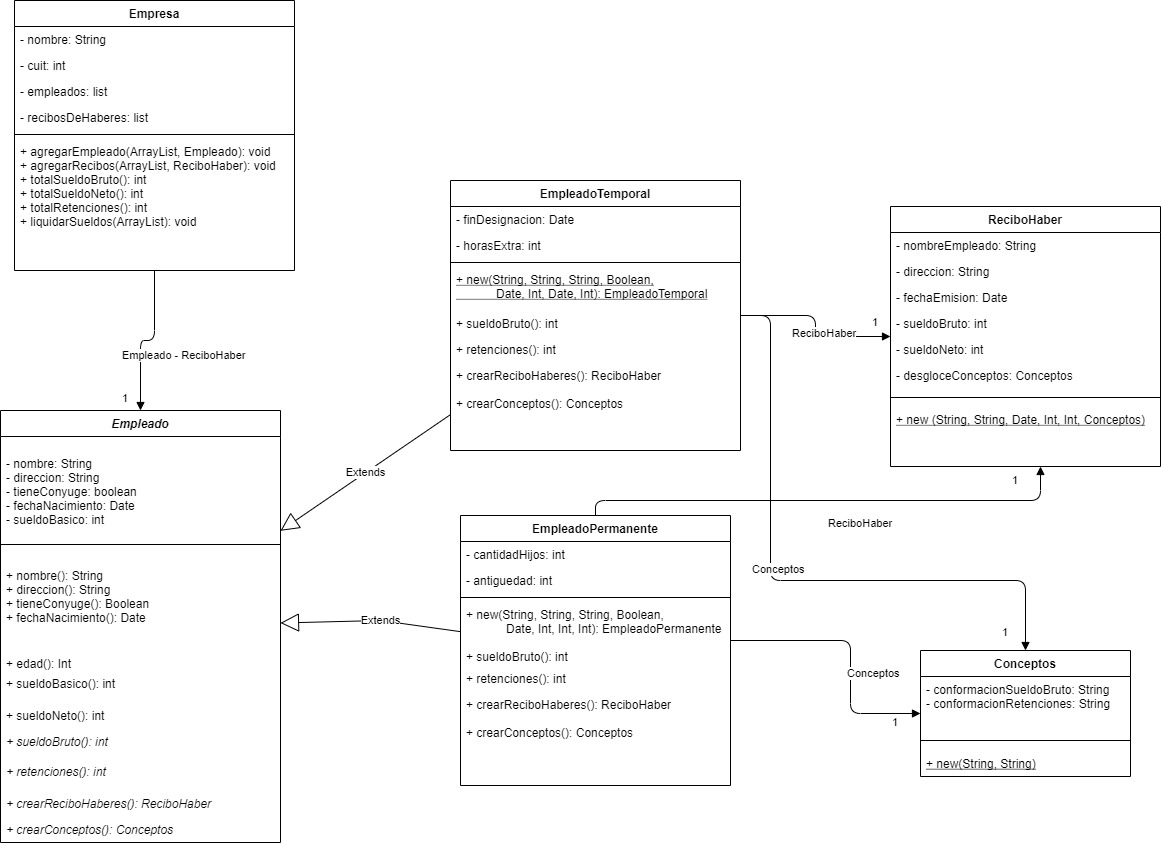 Empresa
- nombre: String
- cuit: int
- empleados: list
- recibosDeHaberes: list
+ agregarEmpleado(ArrayList, Empleado): void
+ agregarRecibos(ArrayList, ReciboHaber): void
+ totalSueldoBruto(): int
+ totalSueldoNeto(): int
+ totalRetenciones(): int
+ liquidarSueldos(ArrayList): void
Empleado - ReciboHaber
1
Empleado
- nombre: String
- direccion: String
- tieneConyuge: boolean
- fechaNacimiento: Date
- sueldoBasico: int
+ nombre(): String
+ direccion(): String
+ tieneConyuge(): Boolean
+ fechaNacimiento(): Date
+ edad(): Int
+ sueldoBasico(): int
+ sueldoNeto(): int
+ sueldoBruto(): int
+ retenciones(): int
+ crearReciboHaberes(): ReciboHaber
+ crearConceptos(): Conceptos
Extends
Extends
EmpleadoTemporal
- finDesignacion: Date
- horasExtra: int
+ new(String, String, String, Boolean,
Date, Int, Date, Int): EmpleadoTemporal
+ sueldoBruto(): int
+ retenciones(): int
+ crearReciboHaberes(): ReciboHaber
+ crearConceptos(): Conceptos
EmpleadoPermanente
- cantidadHijos: int
- antiguedad: int
+ new(String, String, String, Boolean,
Date, Int, Int, Int): EmpleadoPermanente
+ sueldoBruto(): int
+ retenciones(): int
+ crearReciboHaberes(): ReciboHaber
+ crearConceptos(): Conceptos
ReciboHaber
1
ReciboHaber
- nombreEmpleado: String
- direccion: String
- fechaEmision: Date
- sueldoBruto: int
- sueldoNeto: int
- desgloceConceptos: Conceptos
+ new (String, String, Date, Int, Int, Conceptos)
1
ReciboHaber
Conceptos
1
Conceptos
1
Conceptos
- conformacionSueldoBruto: String
- conformacionRetenciones: String
+ new(String, String)